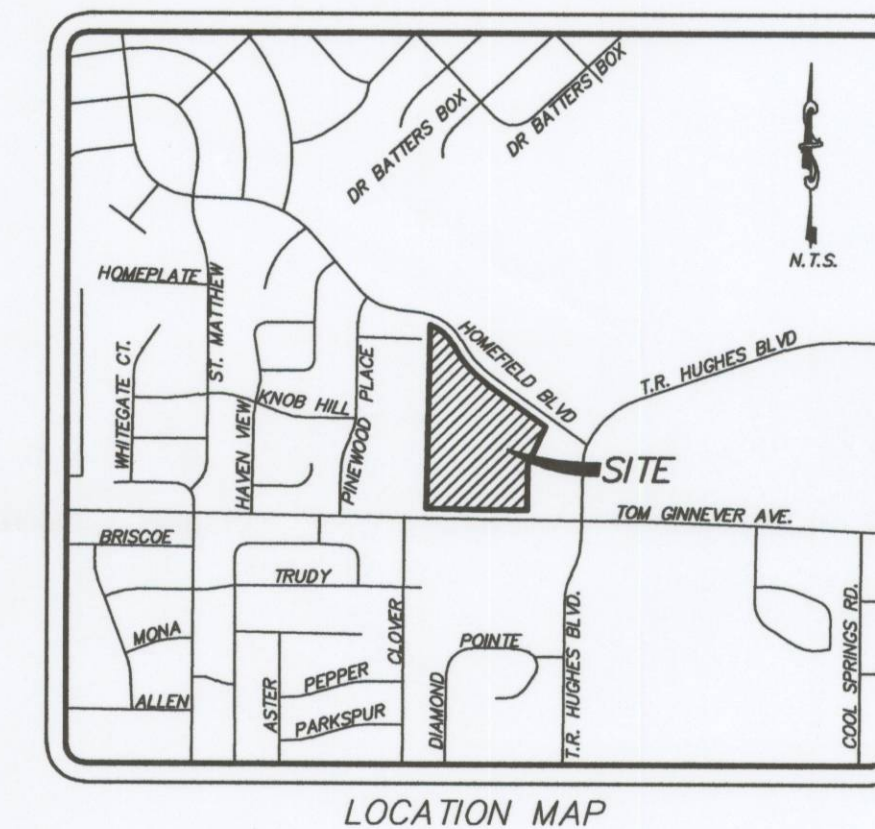 DR BATTERS BOX
DR BATTERS BOX
N.T.S.
HOMEPLATE
ST. MATTHEW
HOMEFIELD BLVD
T.R. HUGHES BLVD
WHITEGATE CT.
HAVEN VIEW
KNOB HILL
PINEWOOD PLACE
SITE
TOM GINNEVER AVE.
BRISCOE
TRUDY
MONA
ALLEN
ASTER
PEPPER
PARKSPUR
CLOVER
DIAMOND
POINTE
T.R. HUGHES BLVD.
COOL SPRINGS RD.
LOCATION MAP